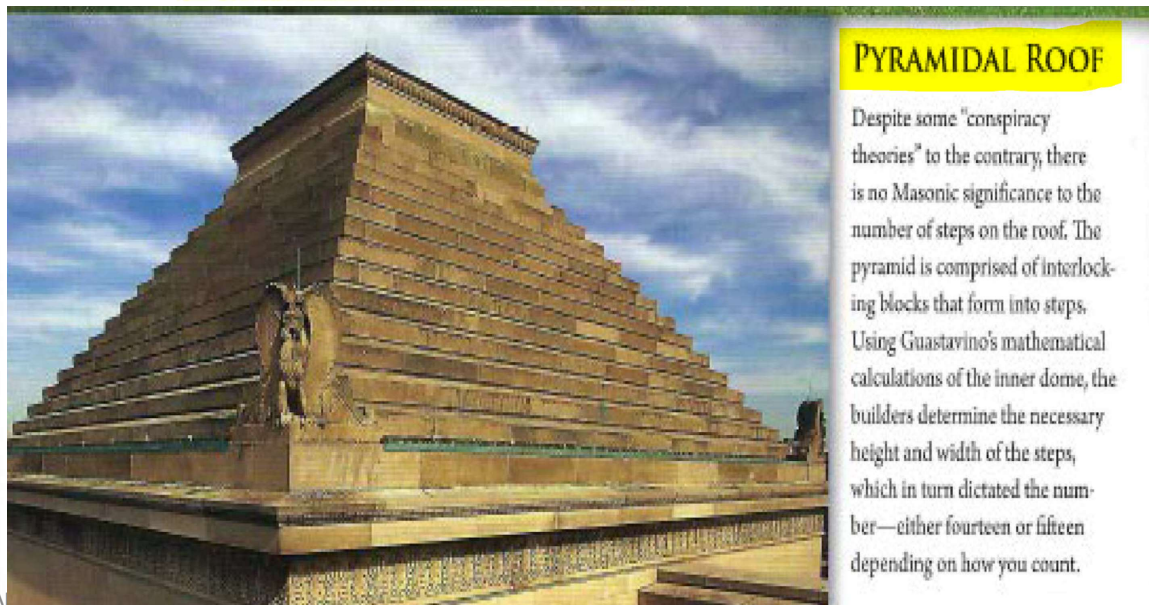 PYRAMIDAL ROOF
Despite some "conspiracy
theories" to the contrary, there
is no Masonic significance to the
number of steps on the roof. The
pyramid is comprised of interlock-
ing blocks that form into steps.
Using Guastavino's mathematical
calculations of the inner dome, the
builders determine the necessary
height and width of the steps,
which in turn dictated the num-
ber—either fourteen or fifteen
depending on how you count.